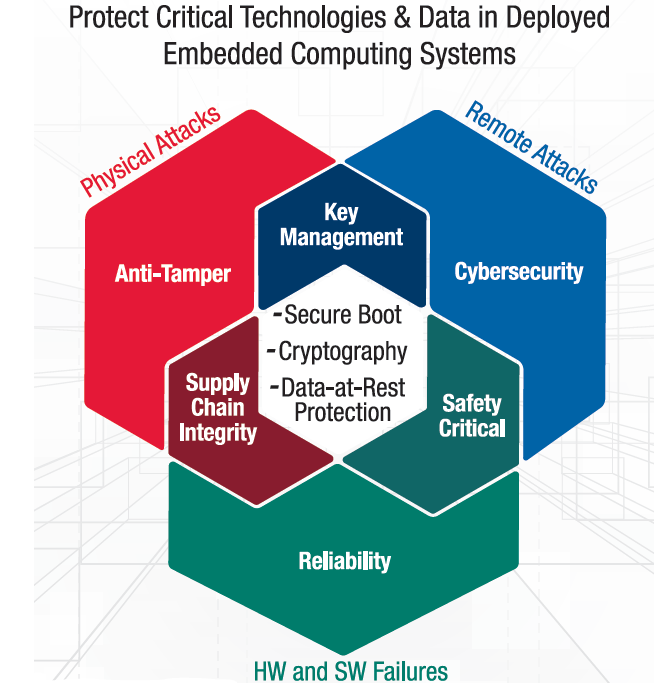 Protect Critical Technologies & Data in Deployed
Embedded Computing Systems
Physical Attacks
Remote Attacks
Key
Management
Anti-Tamper
Cybersecurity
-Secure Boot
-Cryptography
-Data-at-Rest
Protection
Supply
Chain
Integrity
Safety
Critical
Reliability
HW and SW Failures